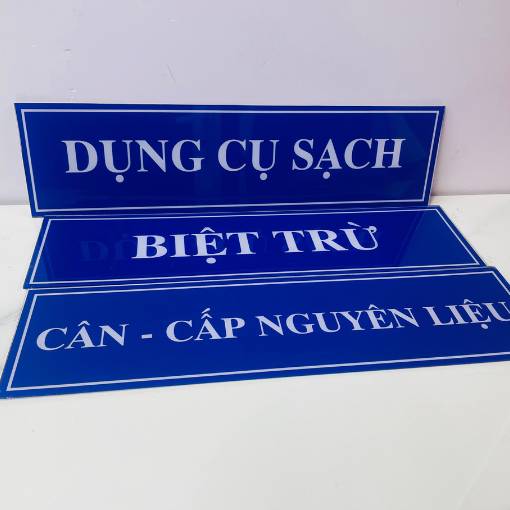 DỤNG CỤ SẠCH
BIỆT TRỪ
CÂN - CẤP NGUYÊN LIỆU